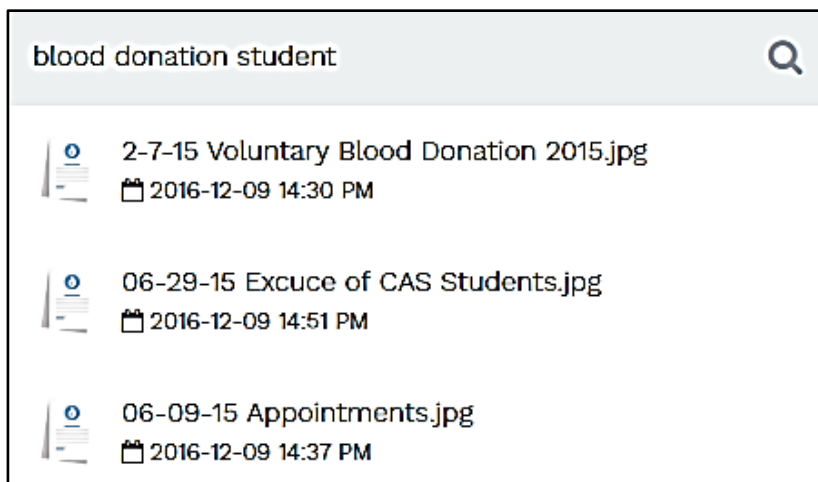 blood donation student
2-7-15 Voluntary Blood Donation 2015.jpg
2016-12-09 14:30 PM
06-29-15 Excuce of CAS Students.jpg
2016-12-09 14:51 PM
06-09-15 Appointments.jpg
2016-12-09 14:37 PM